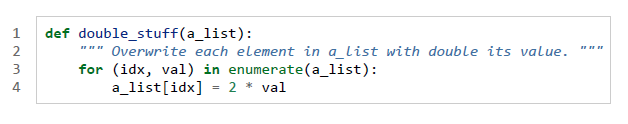 1 def double_stuff(a_list):
2     """ Overwrite each element in a_list with double its value. """
3     for (idx, val) in enumerate(a_list):
4         a_list[idx] = 2 * val